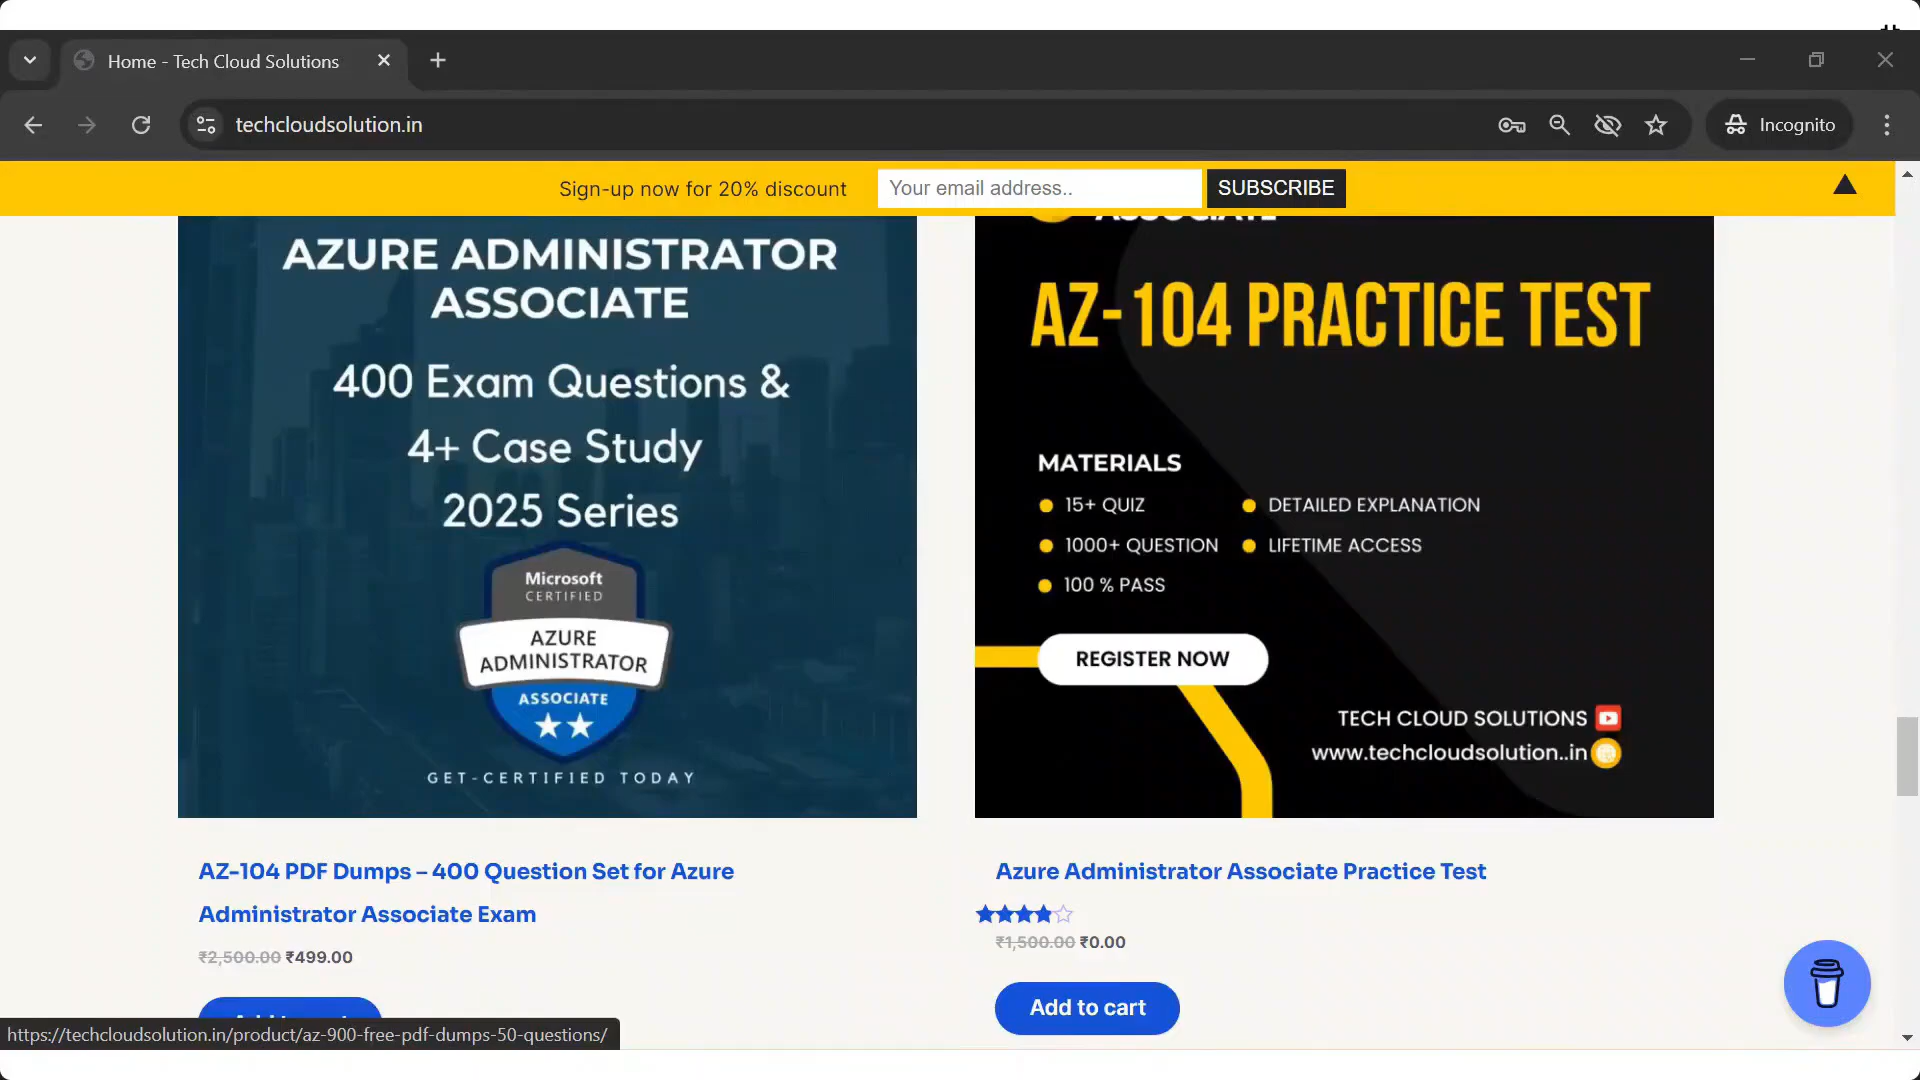 Home - Tech Cloud Solutions
techcloudsolution.in
Incognito
Sign-up now for 20% discount
Your email address..
SUBSCRIBE
AZURE ADMINISTRATOR
ASSOCIATE
400 Exam Questions &
4+ Case Study
2025 Series
Microsoft
CERTIFIED
AZURE
ADMINISTRATOR
ASSOCIATE
GET-CERTIFIED TODAY
ASSOCIATE
AZ-104 PRACTICE TEST
MATERIALS
15+ QUIZ
1000+ QUESTION
100 % PASS
DETAILED EXPLANATION
LIFETIME ACCESS
REGISTER NOW
TECH CLOUD SOLUTIONS
www.techcloudsolution..in
AZ-104 PDF Dumps – 400 Question Set for Azure
Administrator Associate Exam
₹2,500.00 ₹499.00
Azure Administrator Associate Practice Test
₹1,500.00 ₹0.00
Add to cart
https://techcloudsolution.in/product/az-900-free-pdf-dumps-50-questions/